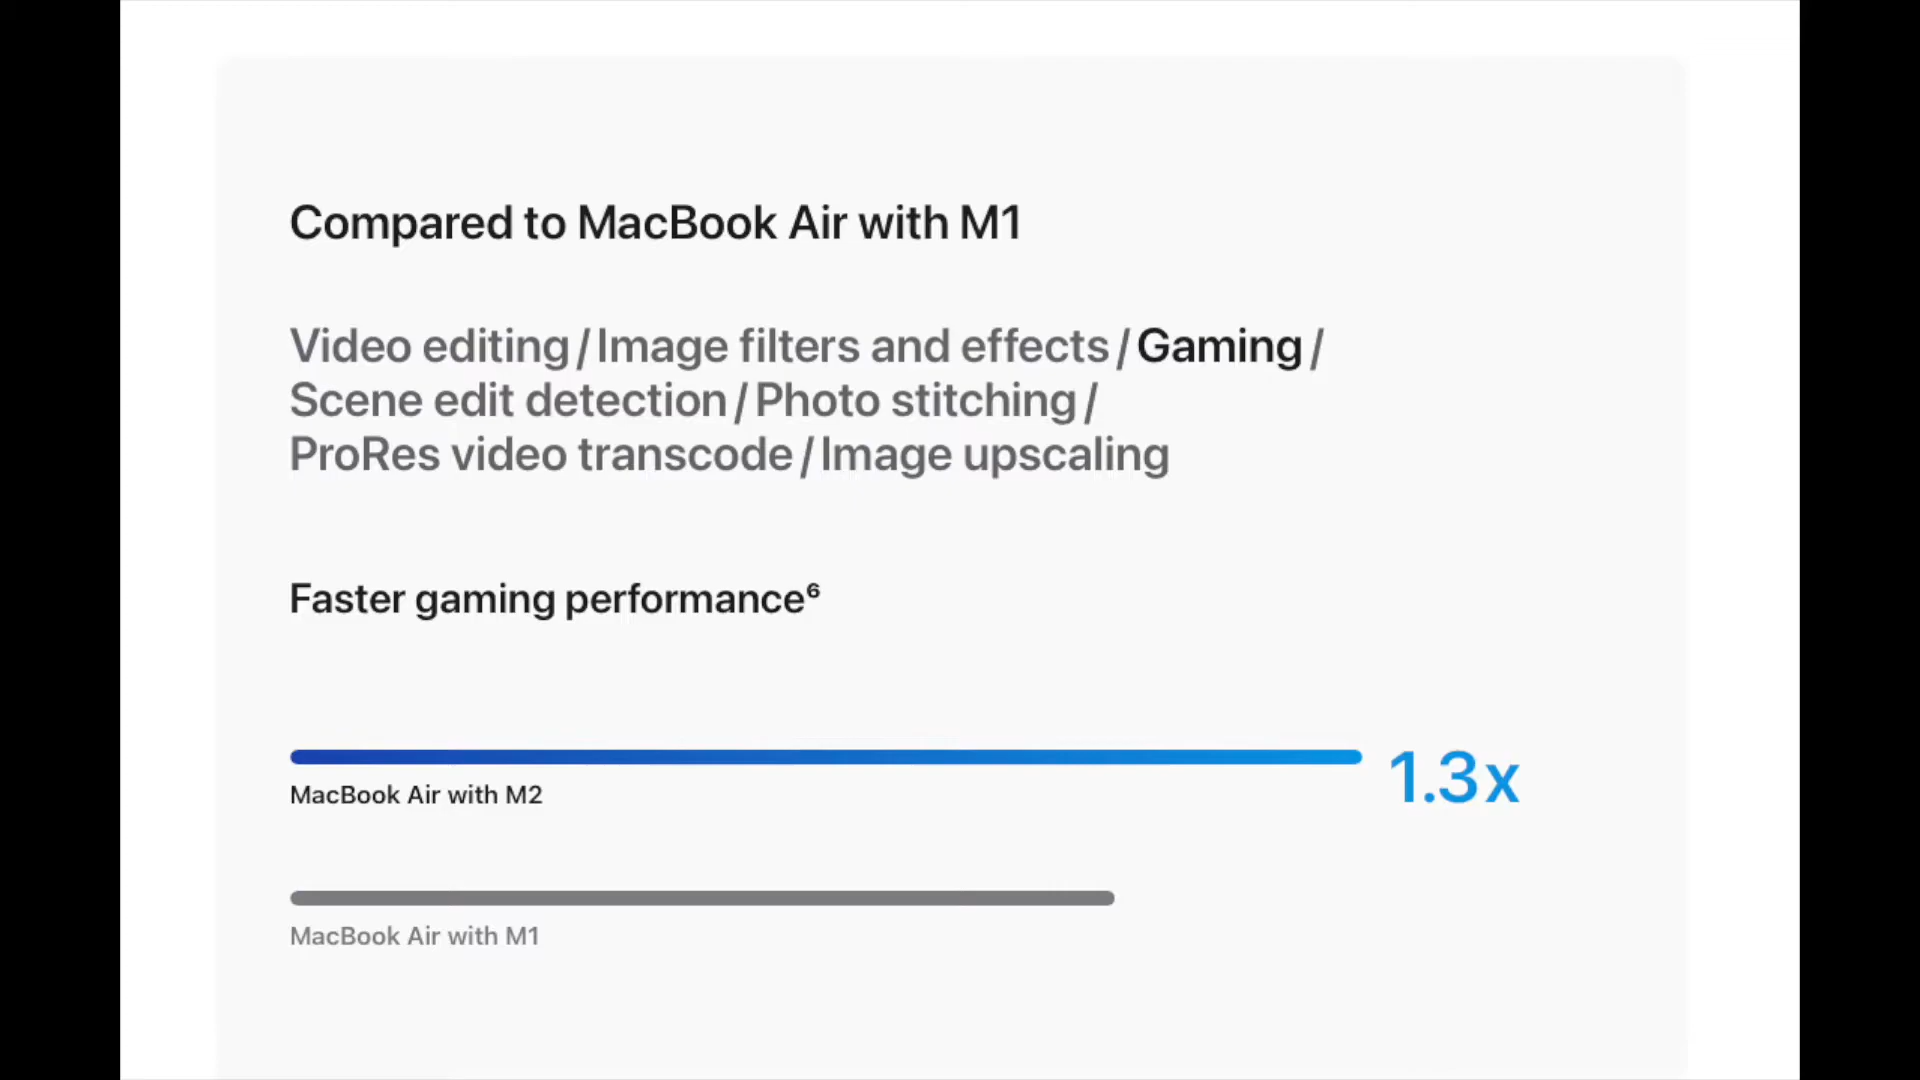 Compared to MacBook Air with M1
Video editing / Image filters and effects / Gaming /
Scene edit detection / Photo stitching /
ProRes video transcode / Image upscaling
Faster gaming performance⁶
1.3x
MacBook Air with M2
MacBook Air with M1